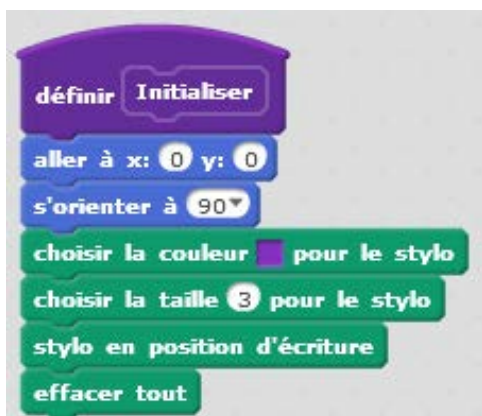 définir Initialiser
aller à x: 0 y: 0
s'orienter à 90
choisir la couleur pour le stylo
choisir la taille 3 pour le stylo
stylo en position d'écriture
effacer tout